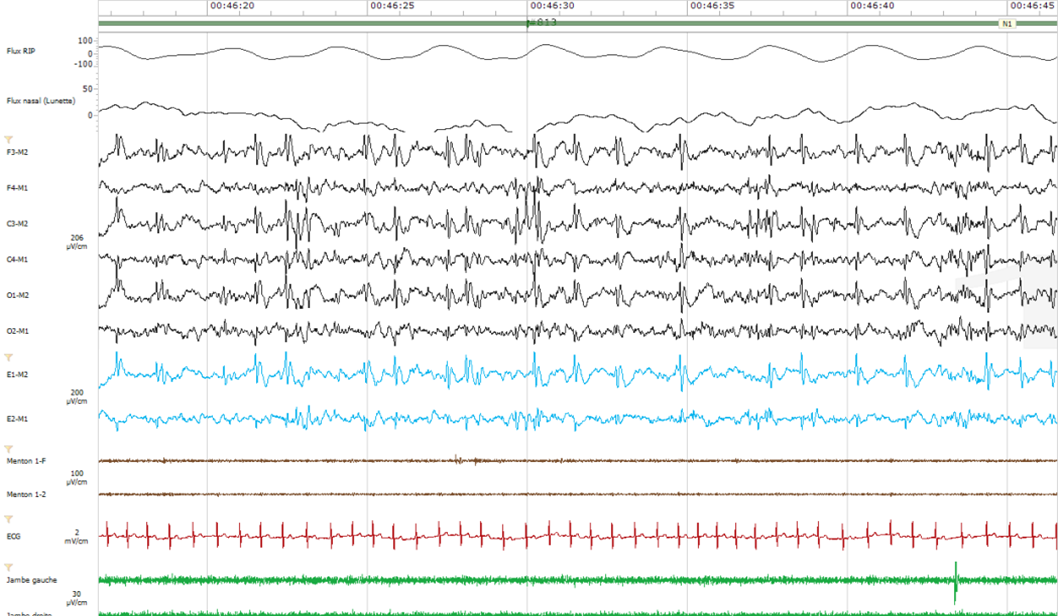 00:46:20 00:46:25 00:46:30 00:46:35 00:46:40 00:46:45
N1
100
Flux RIP 0
-100
50
Flux nasal (Lunette)
0
F3-M2
F4-M1
C3-M2
206
µV/cm
C4-M1
O1-M2
O2-M1
E1-M2
200
µV/cm
E2-M1
Menton 1-F
100
µV/cm
Menton 1-2
ECG 2
mV/cm
Jambe gauche
30
µV/cm
Jambe droite